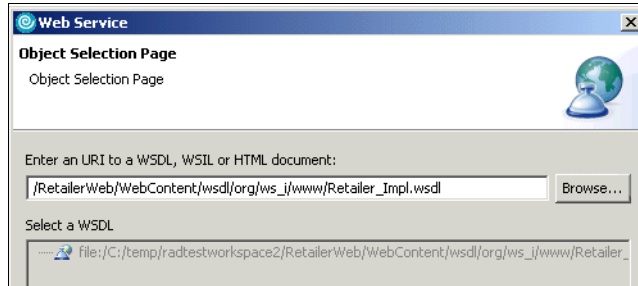 Web Service
Object Selection Page
Object Selection Page
Enter an URI to a WSDL, WSIL or HTML document:
/RetailerWeb/WebContent/wsdl/org/ws_i/www/Retailer_Impl.wsdl
Browse...
Select a WSDL
file:/C:/temp/radtestworkspace2/RetailerWeb/WebContent/wsdl/org/ws_i/www/Retailer_